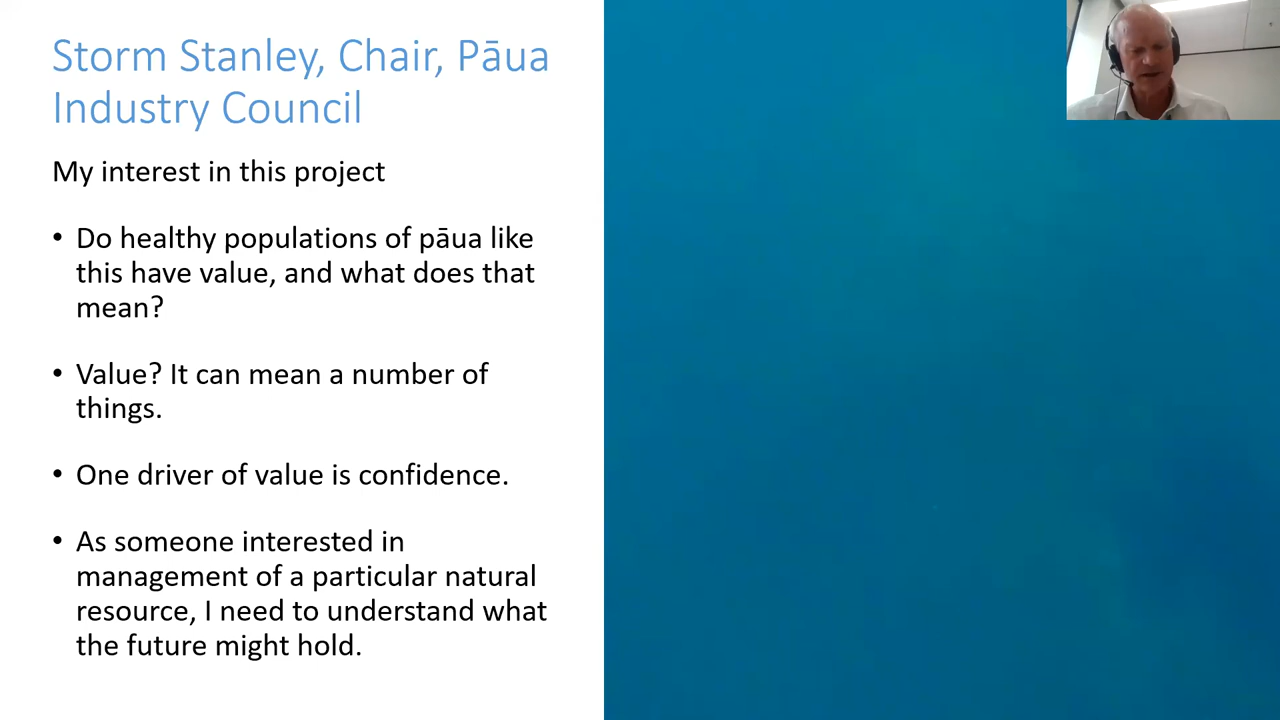 Storm Stanley, Chair, Pāua
Industry Council
My interest in this project
• Do healthy populations of pāua like
this have value, and what does that
mean?
• Value? It can mean a number of
things.
• One driver of value is confidence.
• As someone interested in
management of a particular natural
resource, I need to understand what
the future might hold.